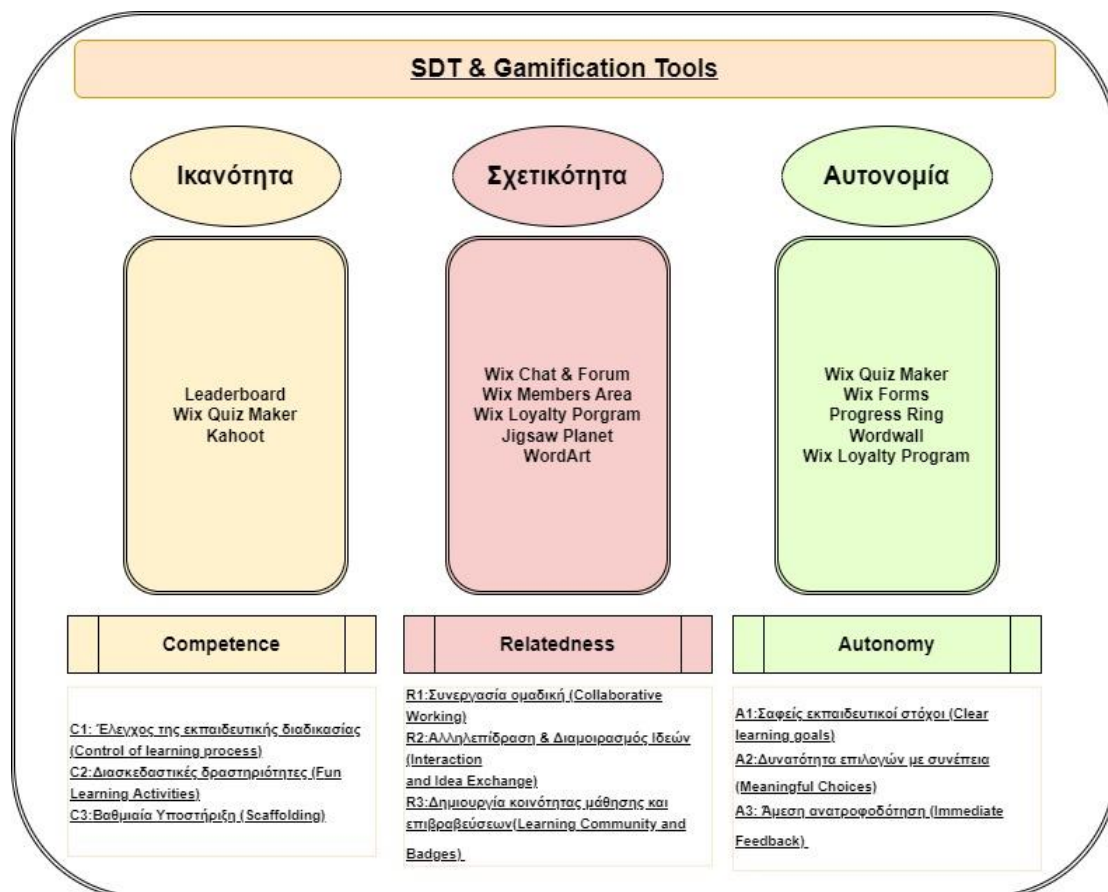 SDT & Gamification Tools
Ικανότητα
Σχετικότητα
Αυτονομία
Leaderboard
Wix Quiz Maker
Kahoot
Wix Chat & Forum
Wix Members Area
Wix Loyalty Porgram
Jigsaw Planet
WordArt
Wix Quiz Maker
Wix Forms
Progress Ring
Wordwall
Wix Loyalty Program
Competence
Relatedness
Autonomy
C1: Έλεγχος της εκπαιδευτικής διαδικασίας
(Control of learning process)
C2:Διασκεδαστικές δραστηριότητες (Fun
Learning Activities)
C3:Βαθμιαία Υποστήριξη (Scaffolding)
R1:Συνεργασία ομαδική (Collaborative
Working)
R2:Αλληλεπίδραση & Διαμοιρασμός Ιδεών
(Interaction
and Idea Exchange)
R3:Δημιουργία κοινότητας μάθησης και
επιβραβεύσεων(Learning Community and
Badges)
A1:Σαφείς εκπαιδευτικοί στόχοι (Clear
learning goals)
A2:Δυνατότητα επιλογών με συνέπεια
(Meaningful Choices)
A3: Άμεση ανατροφοδότηση (Immediate
Feedback)